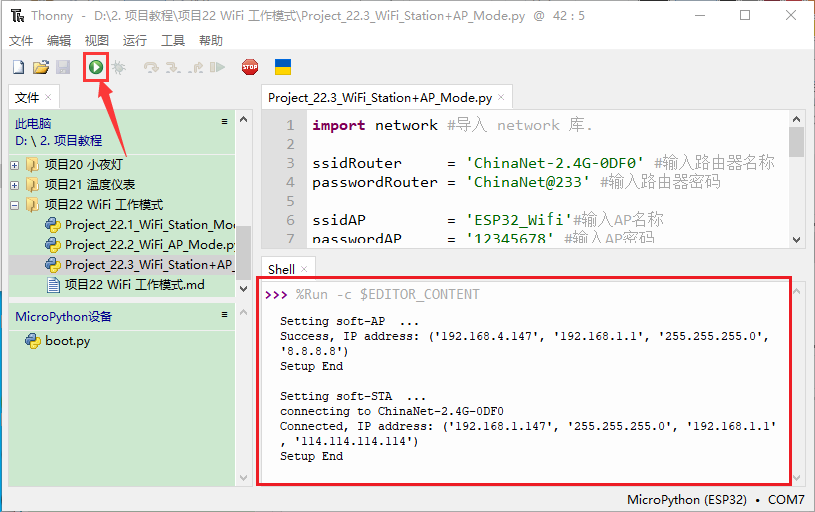 Thonny - D:\2. 项目教程\项目22 WiFi 工作模式\Project_22.3_WiFi_Station+AP_Mode.py @ 42 : 5
文件 编辑 视图 运行 工具 帮助
STOP
文件 ×
此电脑
D: \ 2. 项目教程
项目20 小夜灯
项目21 温度仪表
项目22 WiFi 工作模式
Project_22.1_WiFi_Station_Mod
Project_22.2_WiFi_AP_Mode.py
Project_22.3_WiFi_Station+AP_
项目22 WiFi 工作模式.md
MicroPython设备
boot.py
Project_22.3_WiFi_Station+AP_Mode.py ×
1 import network #导入 network 库.
2
3 ssidRouter = 'ChinaNet-2.4G-0DF0' #输入路由器名称
4 passwordRouter = 'ChinaNet@233' #输入路由器密码
5
6 ssidAP = 'ESP32_Wifi'#输入AP名称
7 passwordAP = '12345678' #输入AP密码
Shell ×
>>> %Run -c $EDITOR_CONTENT
Setting soft-AP ...
Success, IP address: ('192.168.4.147', '192.168.1.1', '255.255.255.0',
'8.8.8.8')
Setup End
Setting soft-STA ...
connecting to ChinaNet-2.4G-0DF0
Connected, IP address: ('192.168.1.147', '255.255.255.0', '192.168.1.1'
, '114.114.114.114')
Setup End
MicroPython (ESP32) • COM7